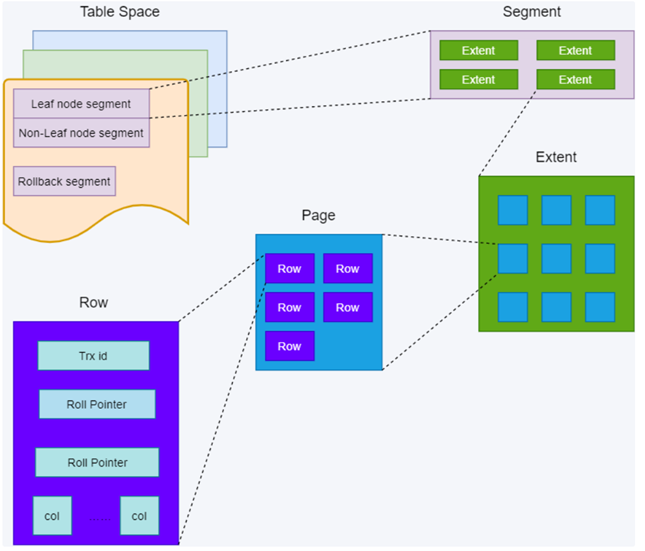 Table Space
Segment
Extent Extent
Extent Extent
Leaf node segment
Non-Leaf node segment
Rollback segment
Extent
Page
Row Row
Row Row
Row
Row
Trx id
Roll Pointer
Roll Pointer
col ...... col